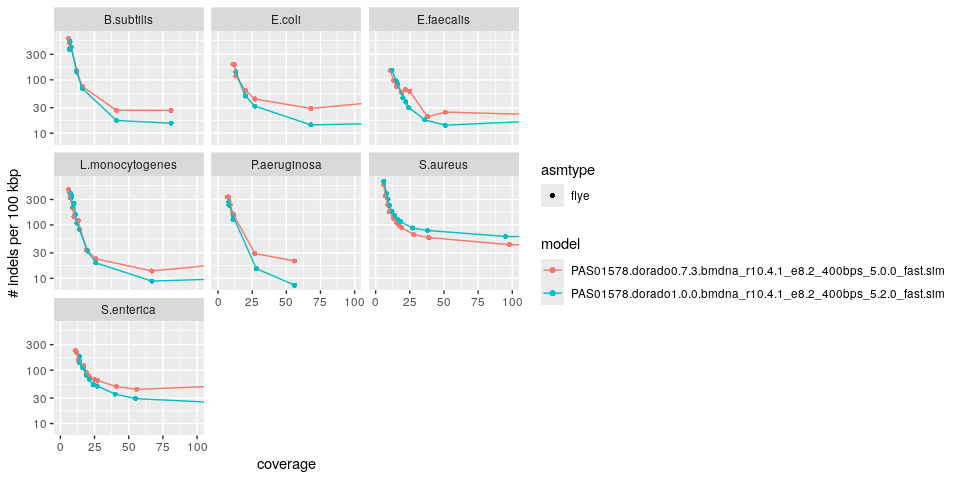 B.subtilis E.coli E.faecalis
300
100
30
10
L.monocytogenes P.aeruginosa S.aureus
300
100
30
10
0 25 50 75 100 0 25 50 75 100
S.enterica
300
100
30
10
0 25 50 75 100
coverage
# indels per 100 kbp
asmtype
flye
model
PAS01578.dorado0.7.3.bmdna_r10.4.1_e8.2_400bps_5.0.0_fast.sim
PAS01578.dorado1.0.0.bmdna_r10.4.1_e8.2_400bps_5.2.0_fast.sim